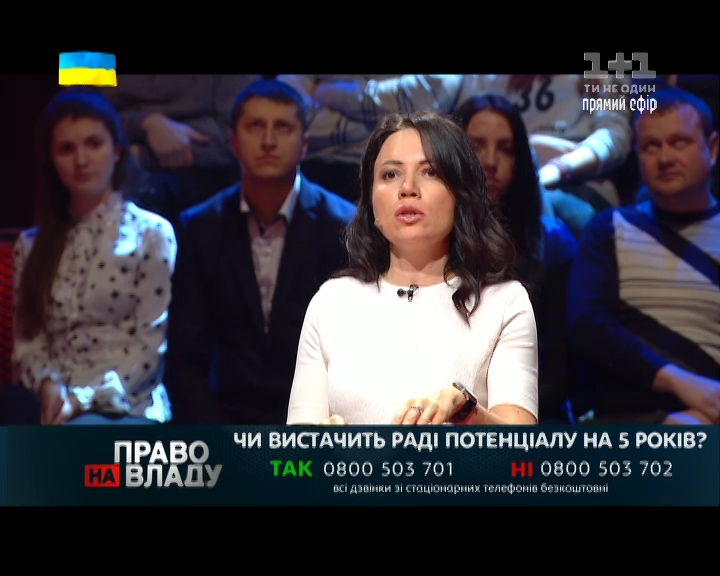 1+1
ТИ НЕ ОДИН
ПРЯМИЙ ЕФІР
36
ПРАВО
НА ВЛАДУ
ЧИ ВИСТАЧИТЬ РАДІ ПОТЕНЦІАЛУ НА 5 РОКІВ?
ТАК 0800 503 701 НІ 0800 503 702
всі дзвінки зі стаціонарних телефонів безкоштовні